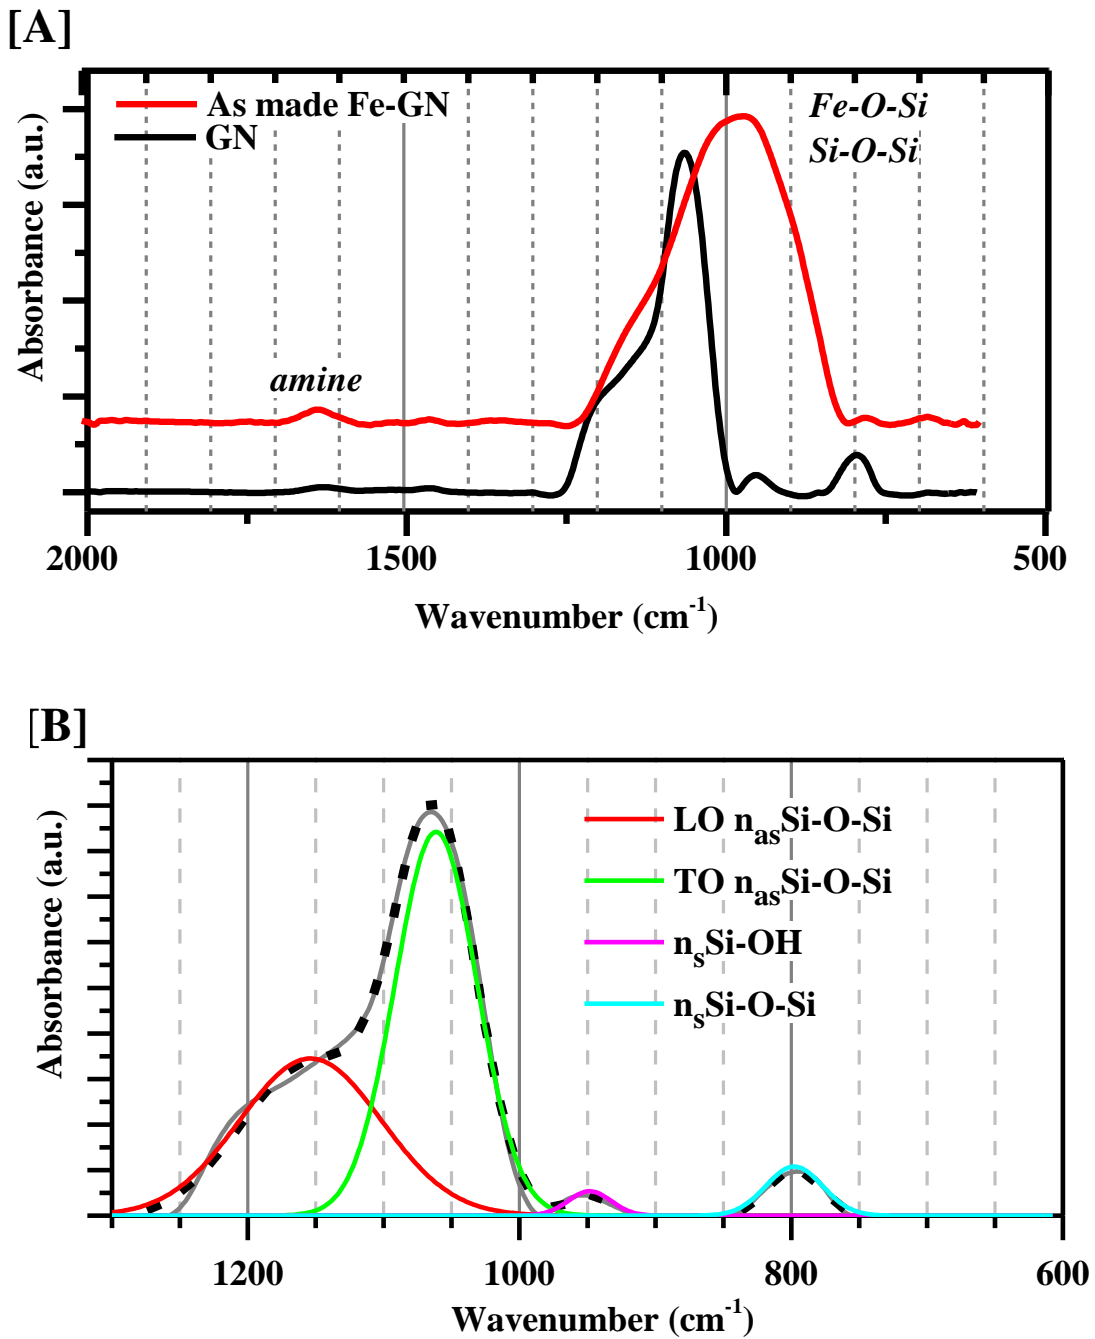 [A]
As made Fe-GN
GN
Fe-O-Si
Si-O-Si
amine
Absorbance (a.u.)
2000 1500 1000 500
Wavenumber (cm-1)
[B]
LO nasSi-O-Si
TO nasSi-O-Si
nsSi-OH
nsSi-O-Si
Absorbance (a.u.)
1200 1000 800 600
Wavenumber (cm-1)